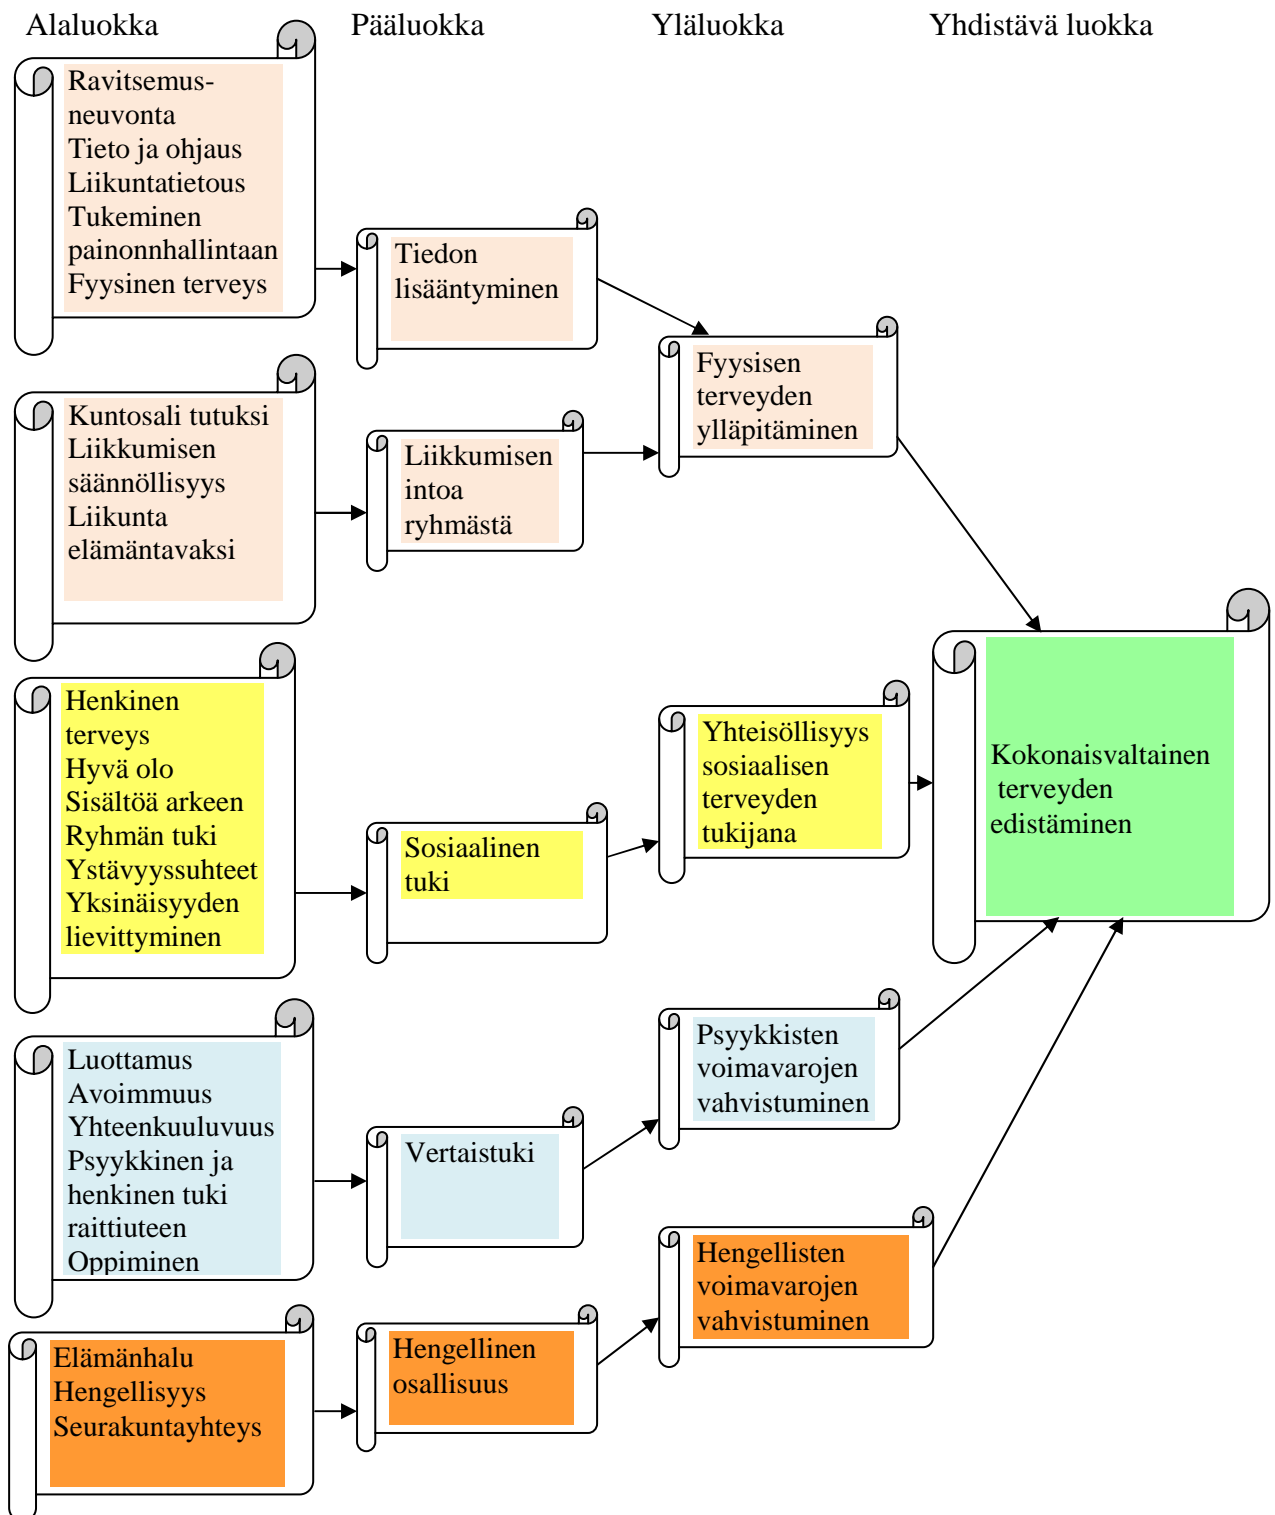 Alaluokka
Pääluokka
Yläluokka
Yhdistävä luokka
Ravitsemus-
neuvonta
Tieto ja ohjaus
Liikuntatietous
Tukeminen
painonnhallintaan
Fyysinen terveys
Tiedon
lisääntyminen
Fyysisen
terveyden
ylläpitäminen
Kuntosali tutuksi
Liikkumisen
säännöllisyys
Liikunta
elämäntavaksi
Liikkumisen
intoa
ryhmästä
Henkinen
terveys
Hyvä olo
Sisältöä arkeen
Ryhmän tuki
Ystävyyssuhteet
Yksinäisyyden
lievittyminen
Sosiaalinen
tuki
Yhteisöllisyys
sosiaalisen
terveyden
tukijana
Kokonaisvaltainen
terveyden
edistäminen
Luottamus
Avoimmuus
Yhteenkuuluvuus
Psyykkinen ja
henkinen tuki
raittiuteen
Oppiminen
Vertaistuki
Psyykkisten
voimavarojen
vahvistuminen
Elämänhalu
Hengellisyys
Seurakuntayhteys
Hengellinen
osallisuus
Hengellisten
voimavarojen
vahvistuminen